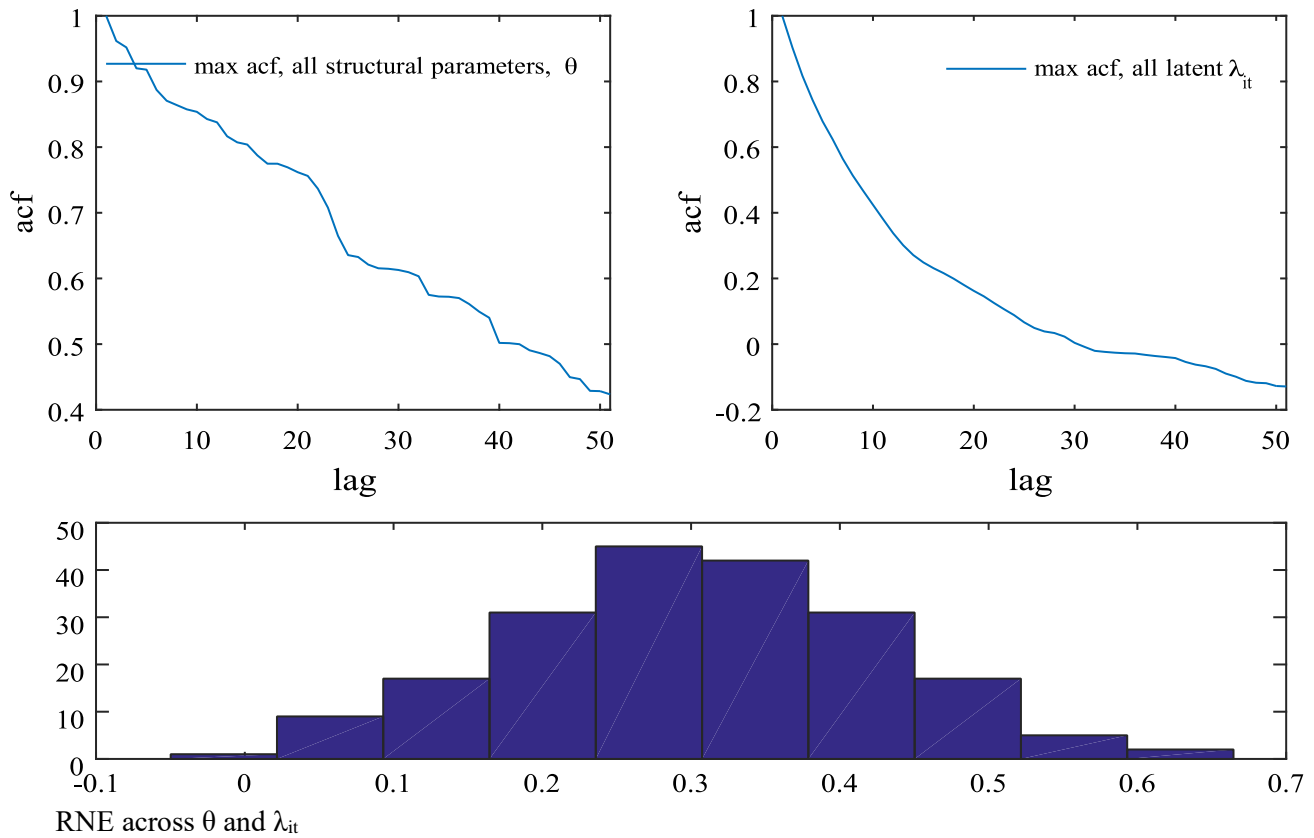 1
0.9
0.8
0.7
0.6
0.5
0.4
acf
max acf, all structural parameters, θ
0 10 20 30 40 50
lag
1
0.8
0.6
0.4
0.2
0
-0.2
acf
max acf, all latent λit
0 10 20 30 40 50
lag
50
40
30
20
10
0
-0.1 0 0.1 0.2 0.3 0.4 0.5 0.6 0.7
RNE across θ and λit